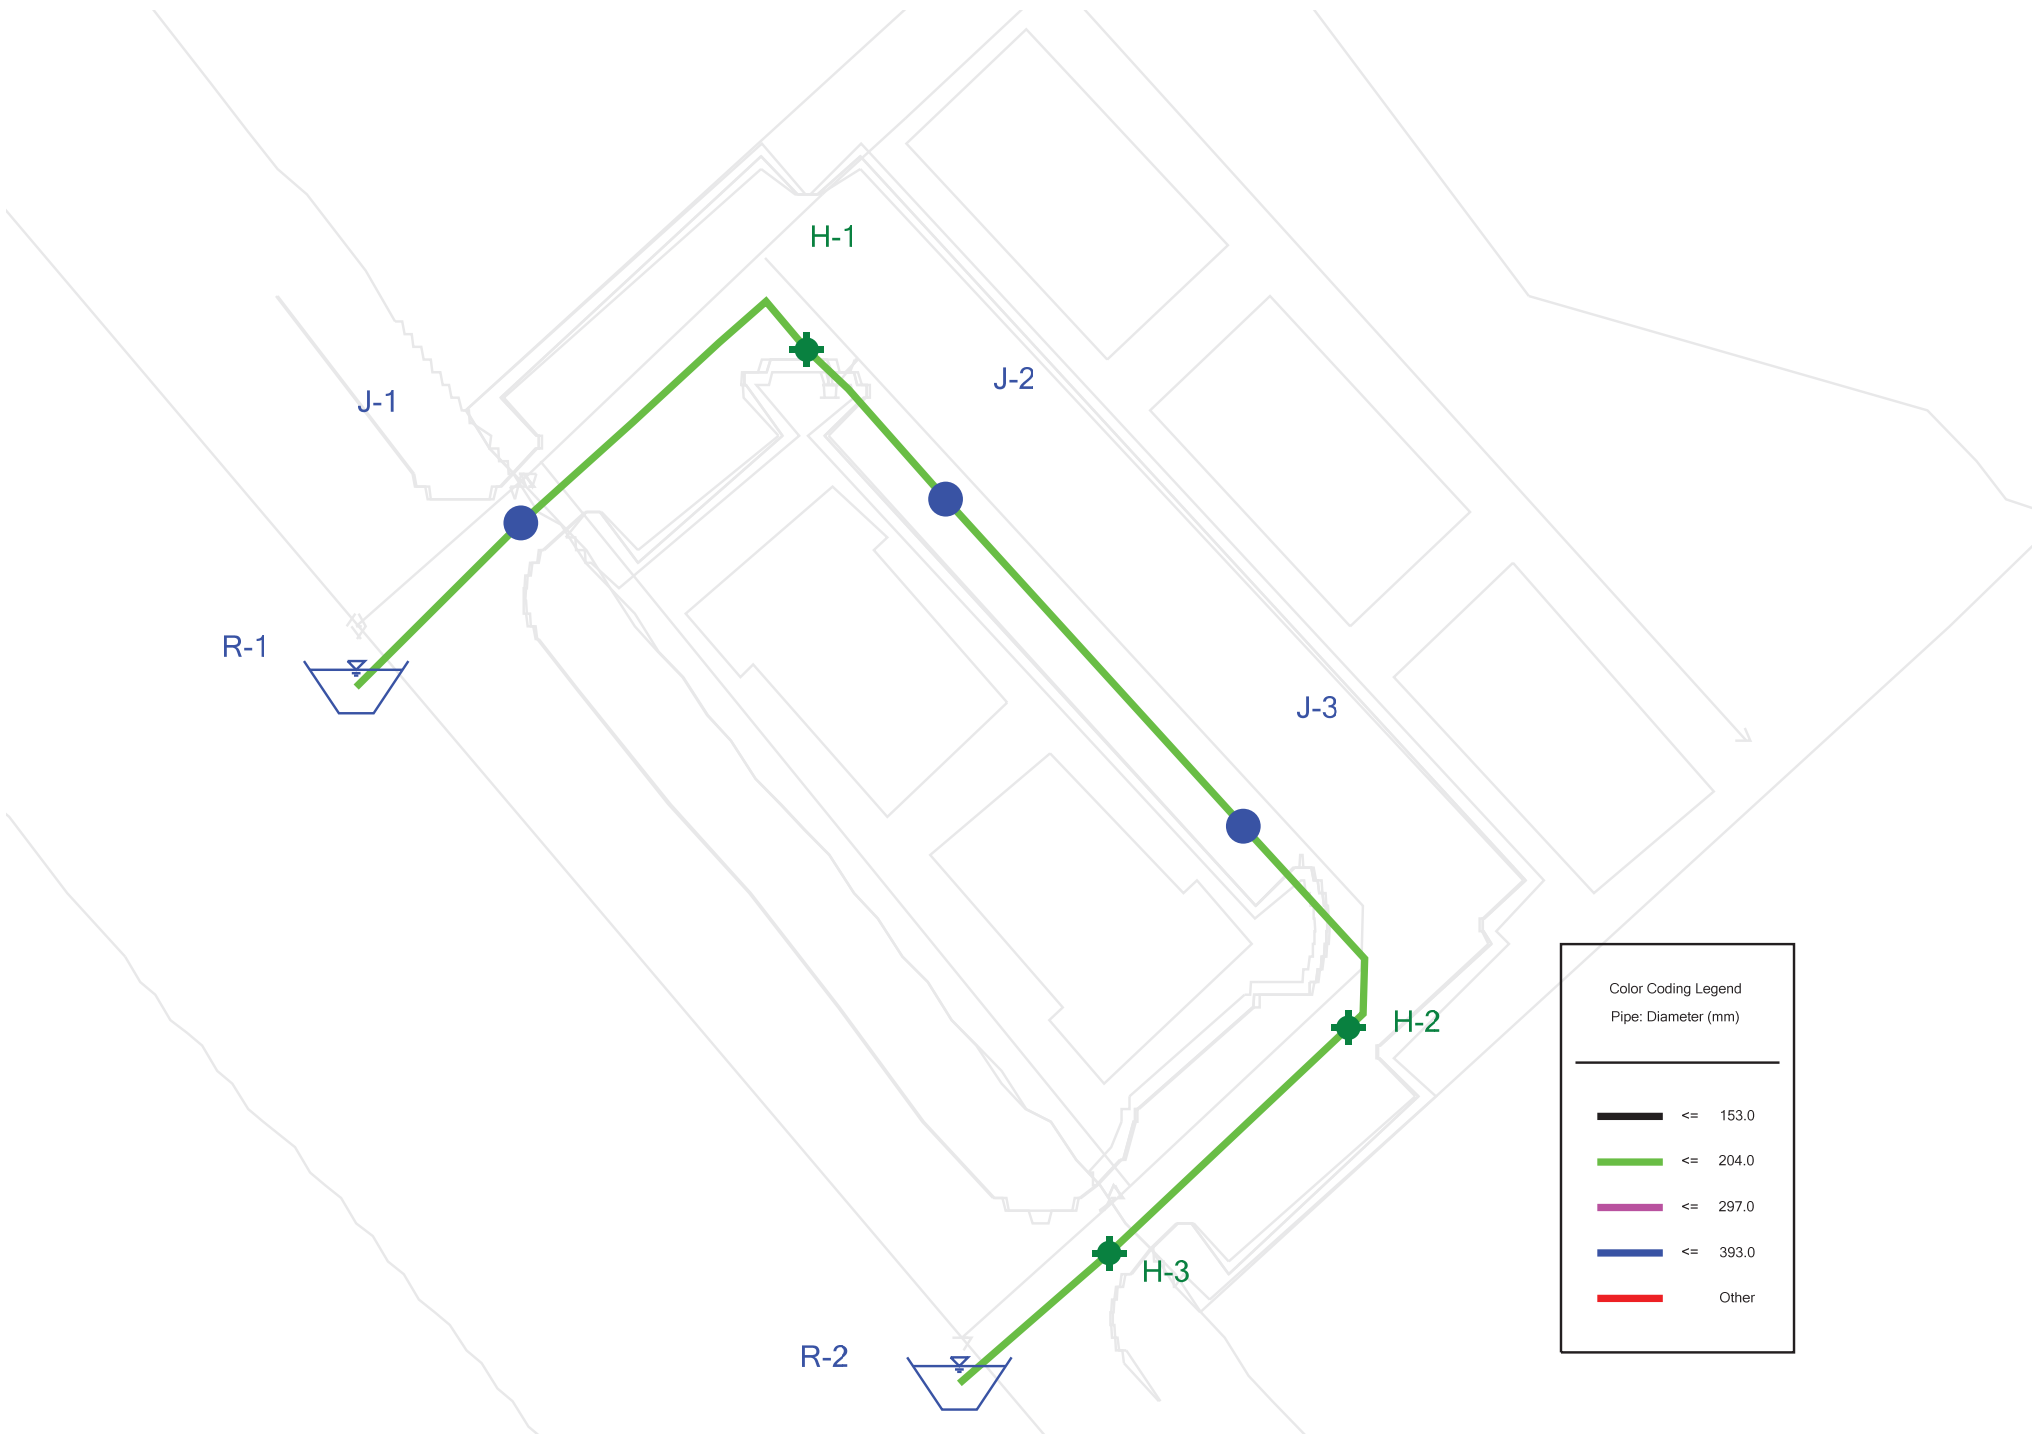 H-1
J-2
J-1
R-1
J-3
H-2
H-3
R-2
Color Coding Legend
Pipe: Diameter (mm)
<= 153.0
<= 204.0
<= 297.0
<= 393.0
Other